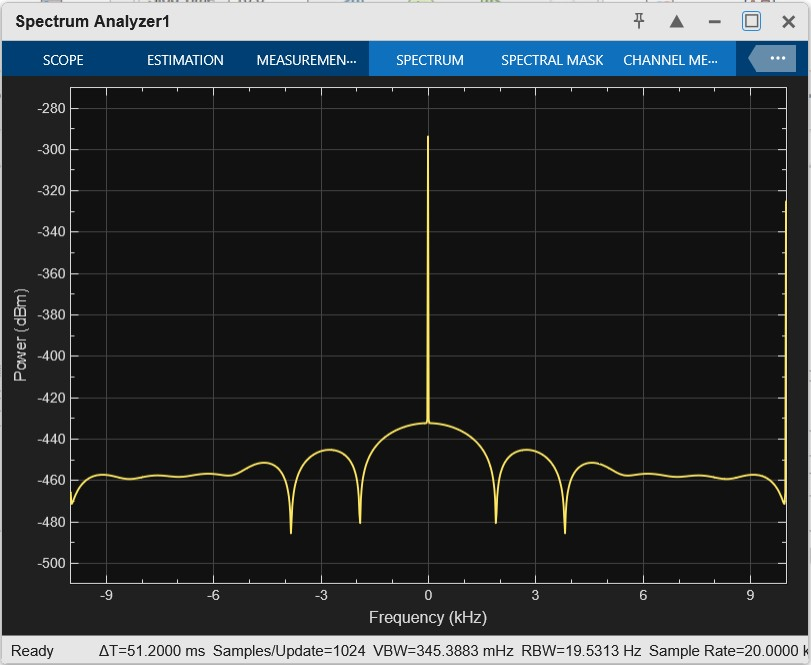 Spectrum Analyzer1
SCOPE ESTIMATION MEASUREMEN... SPECTRUM SPECTRAL MASK CHANNEL ME... ...
-280
-300
-320
-340
-360
-380
-400
-420
-440
-460
-480
-500
Power (dBm)
-9 -6 -3 0 3 6 9
Frequency (kHz)
Ready ΔT=51.2000 ms Samples/Update=1024 VBW=345.3883 mHz RBW=19.5313 Hz Sample Rate=20.0000